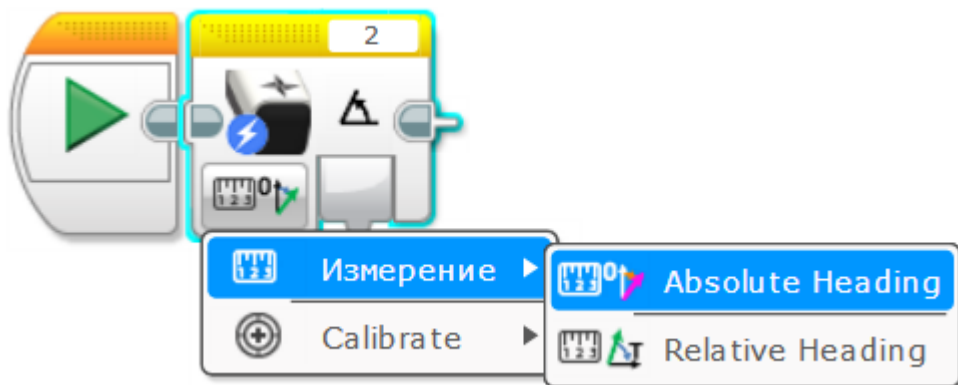 2
Измерение
Absolute Heading
Calibrate
Relative Heading